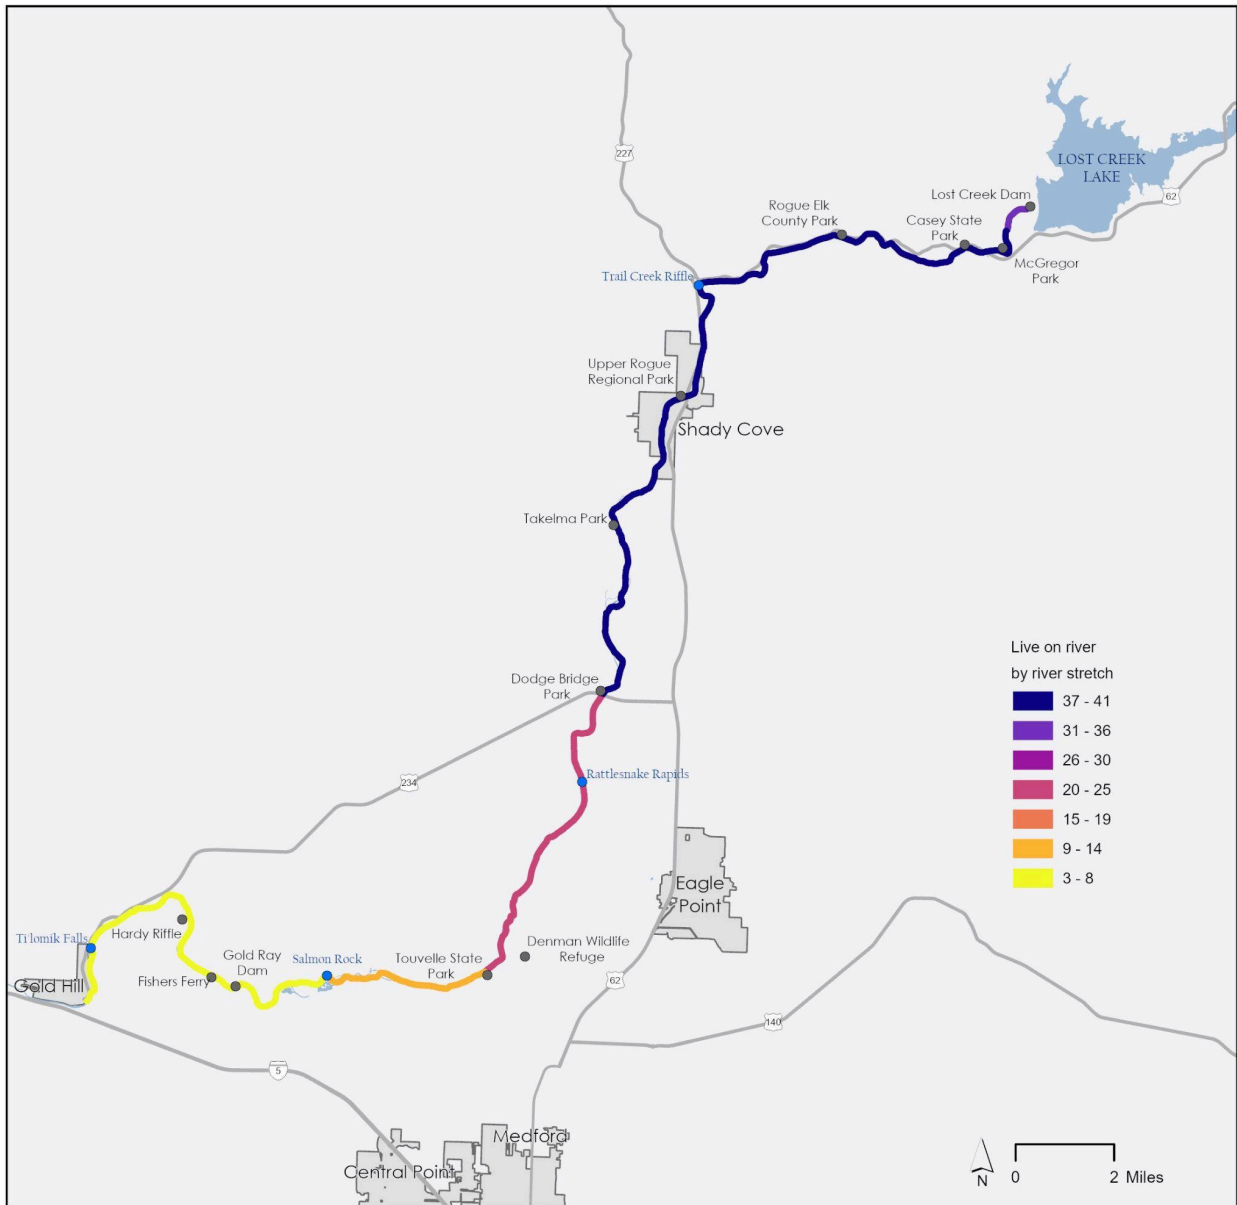 227
LOST CREEK
LAKE
62
Lost Creek Dam
Rogue Elk
County Park
Casey State
Park
McGregor
Park
Trail Creek Riffle
Upper Rogue
Regional Park
Shady Cove
Takelma Park
Dodge Bridge
Park
Live on river
by river stretch
37 - 41
31 - 36
26 - 30
20 - 25
15 - 19
9 - 14
3 - 8
Rattlesnake Rapids
234
Eagle
Point
Hardy Riffle
Ti'lomik Falls
Gold Ray
Dam
Salmon Rock
Touvelle State
Park
Denman Wildlife
Refuge
Fishers Ferry
Gold Hill
62
140
5
Medford
Central Point
N
0
2 Miles